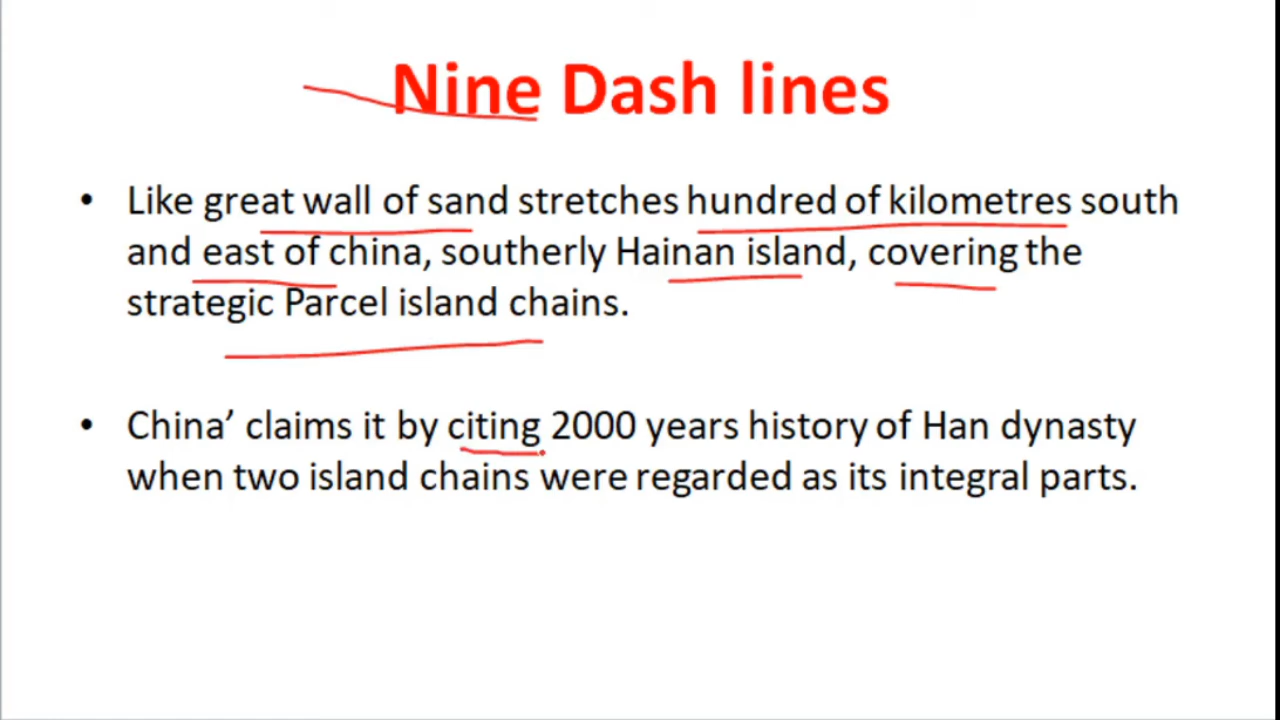 Nine Dash lines
• Like great wall of sand stretches hundred of kilometres south
and east of china, southerly Hainan island, covering the
strategic Parcel island chains.
• China’ claims it by citing 2000 years history of Han dynasty
when two island chains were regarded as its integral parts.